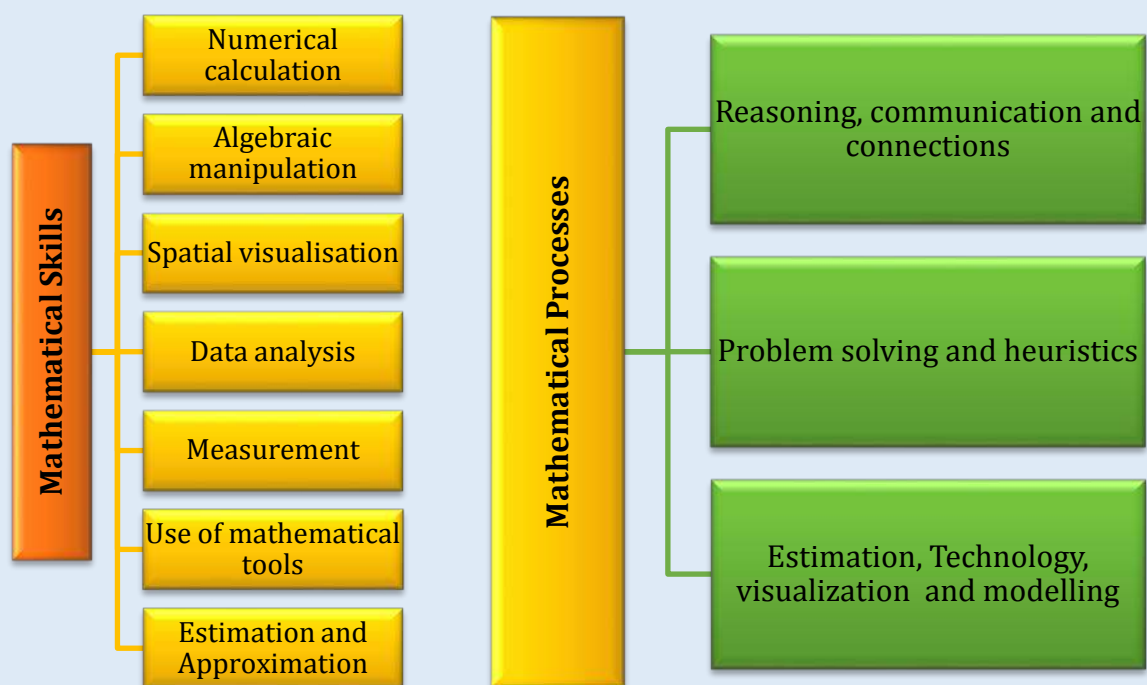 Mathematical Skills
Numerical
calculation
Algebraic
manipulation
Spatial visualisation
Data analysis
Measurement
Use of mathematical
tools
Estimation and
Approximation
Mathematical Processes
Reasoning, communication and
connections
Problem solving and heuristics
Estimation, Technology,
visualization and modelling